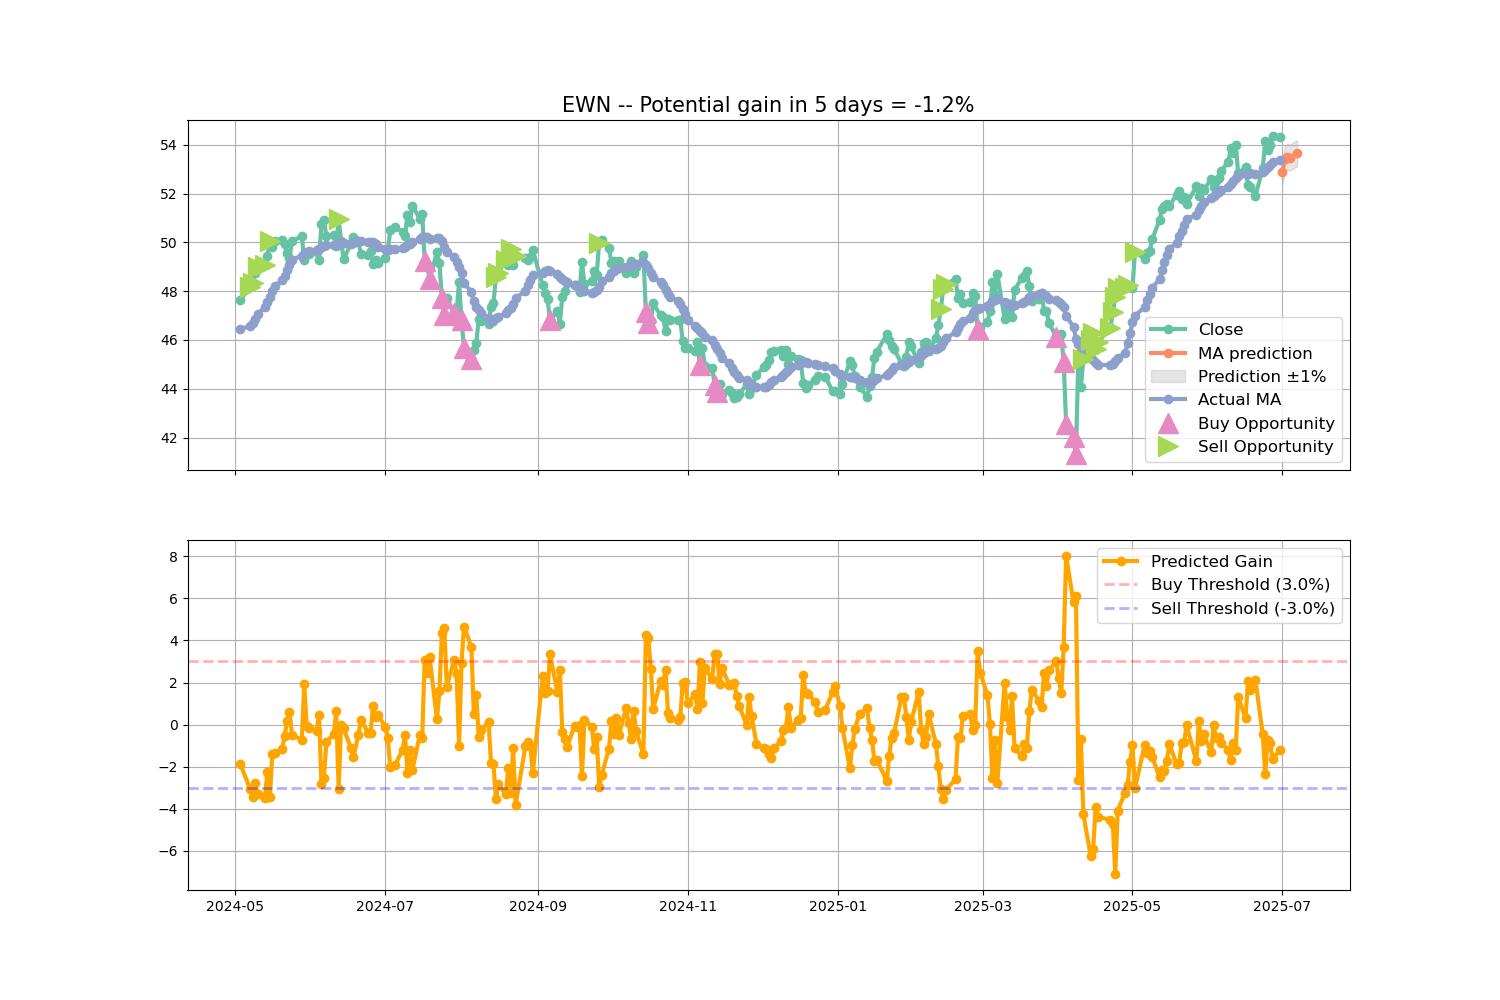 EWN -- Potential gain in 5 days = -1.2%
54
52
50
48
46
44
42
Close
MA prediction
Prediction ±1%
Actual MA
Buy Opportunity
Sell Opportunity
8
6
4
2
0
−2
−4
−6
Predicted Gain
Buy Threshold (3.0%)
Sell Threshold (-3.0%)
2024-05 2024-07 2024-09 2024-11 2025-01 2025-03 2025-05 2025-07